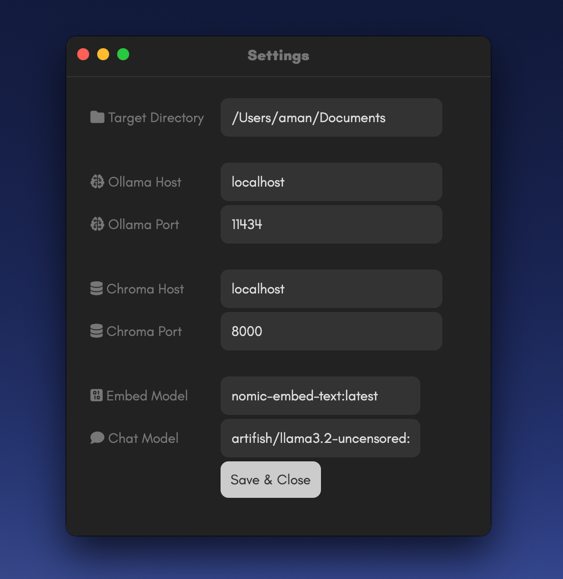 Settings
Target Directory /Users/aman/Documents
Ollama Host localhost
Ollama Port 11434
Chroma Host localhost
Chroma Port 8000
Embed Model nomic-embed-text:latest
Chat Model artifish/llama3.2-uncensored:
Save & Close